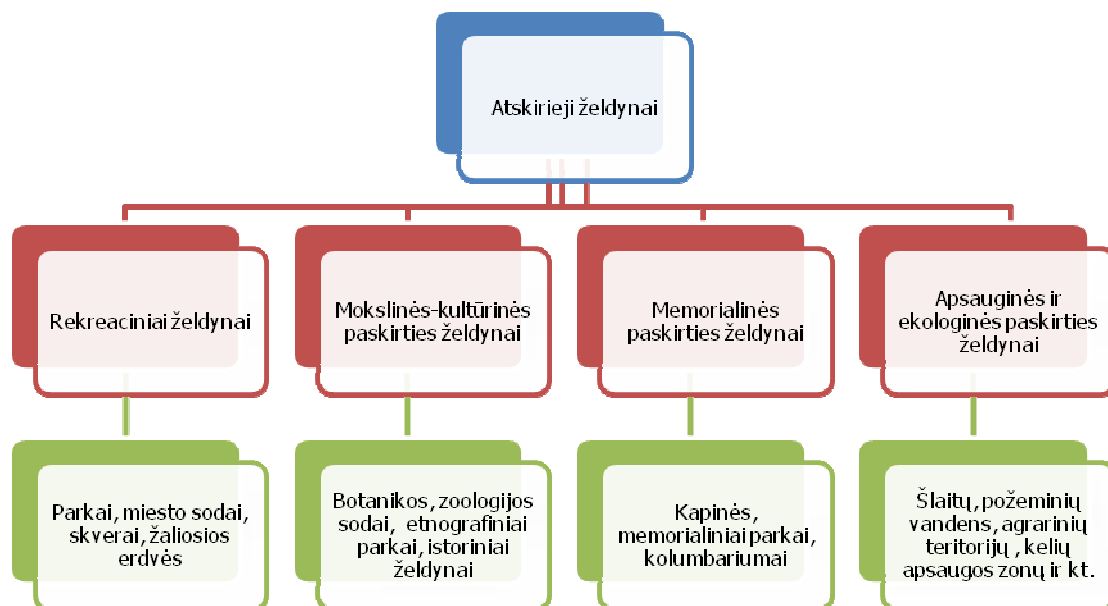 Atskirieji želdynai
Rekreaciniai želdynai
Mokslinės-kultūrinės
paskirties želdynai
Memorialinės
paskirties želdynai
Apsauginės ir
ekologinės paskirties
želdynai
Parkai, miesto sodai,
skverai, žaliosios
erdvės
Botanikos, zoologijos
sodai, etnografiniai
parkai, istoriniai
želdynai
Kapinės,
memorialiniai parkai,
kolumbariumai
Šlaitų, požeminių
vandens, agrarinių
teritorijų , kelių
apsaugos zonų ir kt.